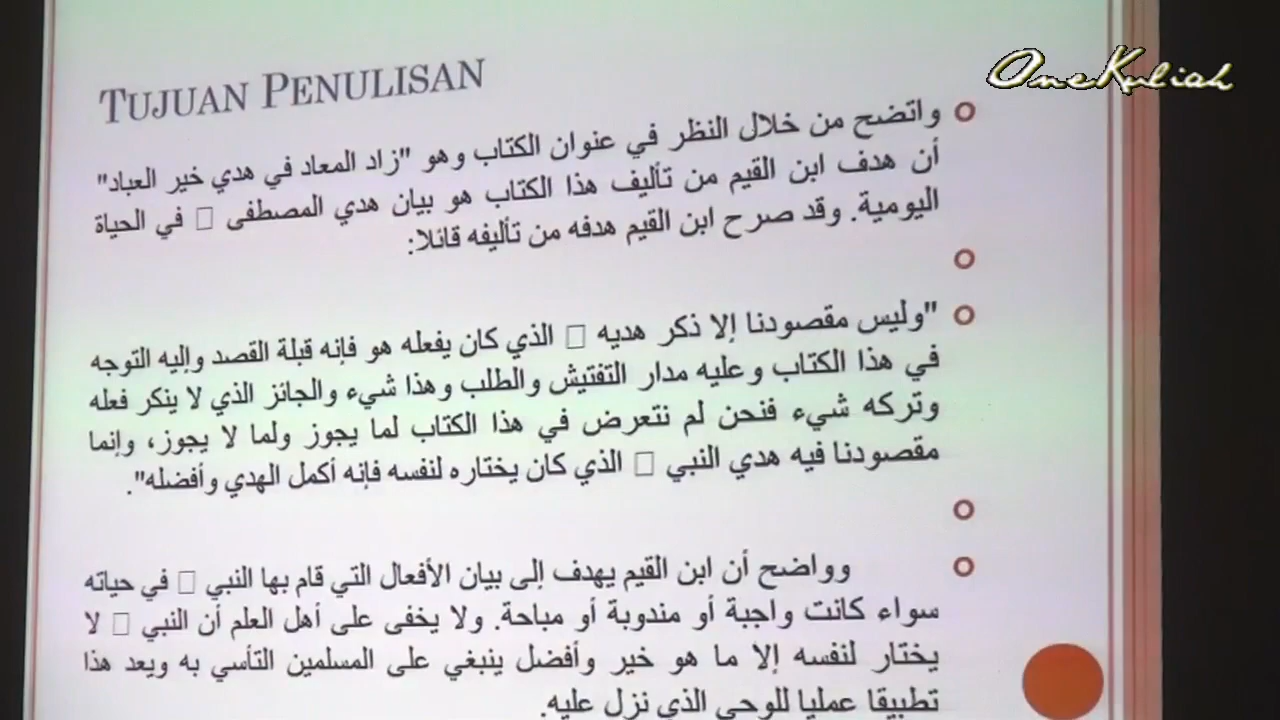 TUJUAN PENULISAN
OneKuliah
واتضح من خلال النظر في عنوان الكتاب وهو "زاد المعاد في هدي خير العباد"
أن هدف ابن القيم من تأليف هذا الكتاب هو بيان هدي المصطفى □ في الحياة
اليومية. وقد صرح ابن القيم هدفه من تأليفه قائلا:
"وليس مقصودنا إلا ذكر هديه □ الذي كان يفعله هو فإنه قبلة القصد وإليه التوجه
في هذا الكتاب وعليه مدار التفتيش والطلب وهذا شيء والجائز الذي لا ينكر فعله
وتركه شيء فنحن لم نتعرض في هذا الكتاب لما يجوز ولما لا يجوز، وإنما
مقصودنا فيه هدي النبي □ الذي كان يختاره لنفسه فإنه أكمل الهدي وأفضله".
وواضح أن ابن القيم يهدف إلى بيان الأفعال التي قام بها النبي □ في حياته
سواء كانت واجبة أو مندوبة أو مباحة. ولا يخفى على أهل العلم أن النبي □ لا
يختار لنفسه إلا ما هو خير وأفضل ينبغي على المسلمين التأسي به ويعد هذا
تطبيقا عمليا للوحي الذي نزل عليه.